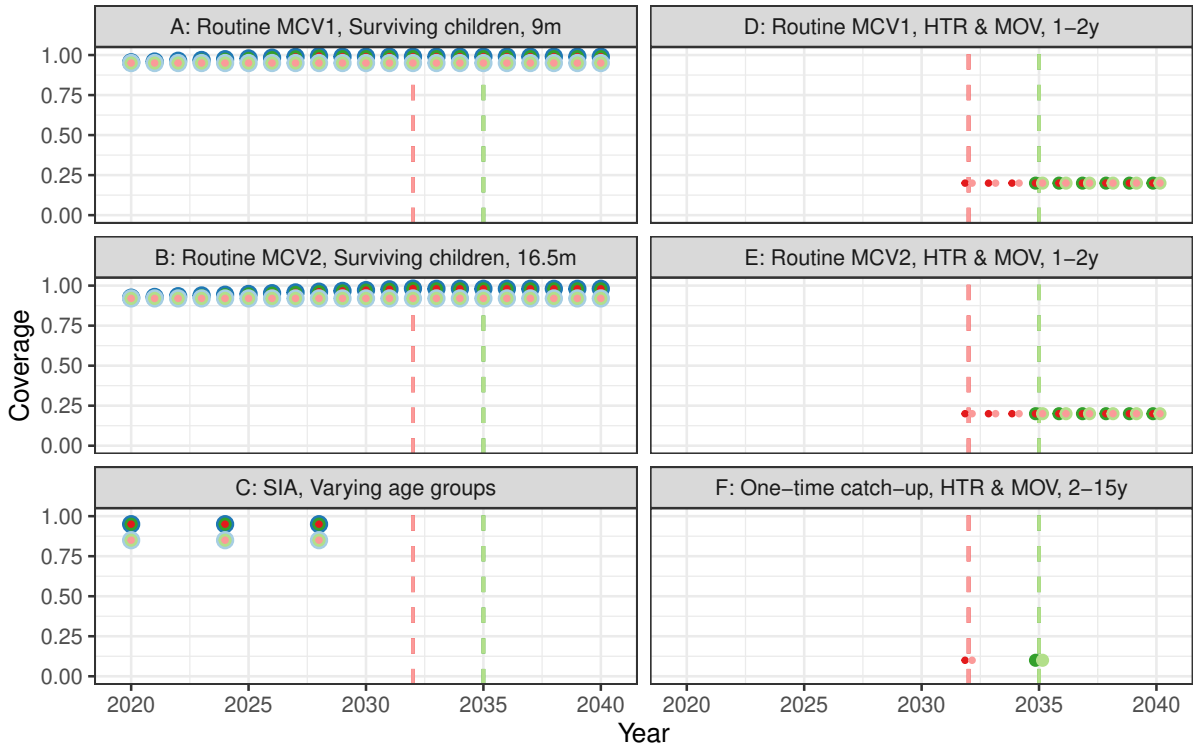 A: Routine MCV1, Surviving children, 9m
D: Routine MCV1, HTR & MOV, 1−2y
1.00
0.75
0.50
0.25
0.00
B: Routine MCV2, Surviving children, 16.5m
E: Routine MCV2, HTR & MOV, 1−2y
1.00
0.75
0.50
0.25
0.00
Coverage
C: SIA, Varying age groups
F: One−time catch−up, HTR & MOV, 2−15y
1.00
0.75
0.50
0.25
0.00
2020 2025 2030 2035 2040 2020 2025 2030 2035 2040
Year